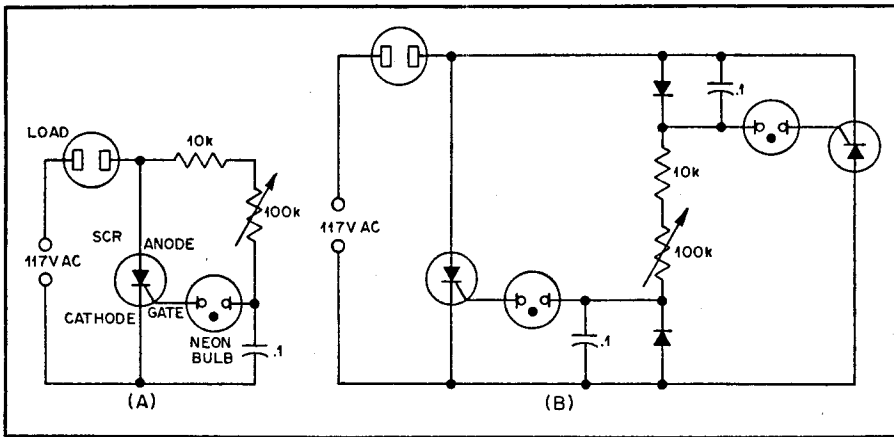 LOAD
10k
100k
117V AC
SCR
ANODE
CATHODE
GATE
NEON
BULB
.1
(A)
.1
10k
117V AC
100k
.1
(B)